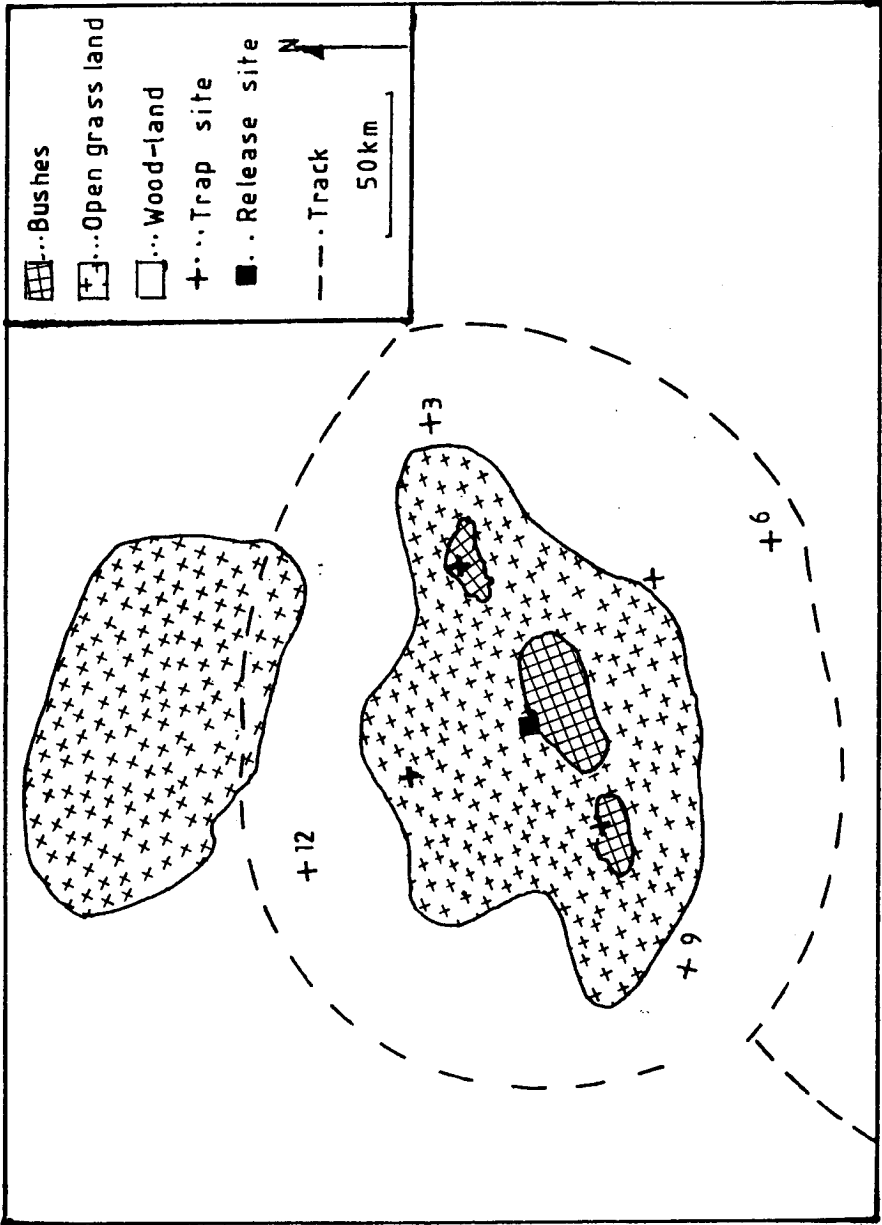 ...Bushes
...Open grass land
...Wood-land
...Trap site
...Release site
N
Track
50km
3
12
6
9